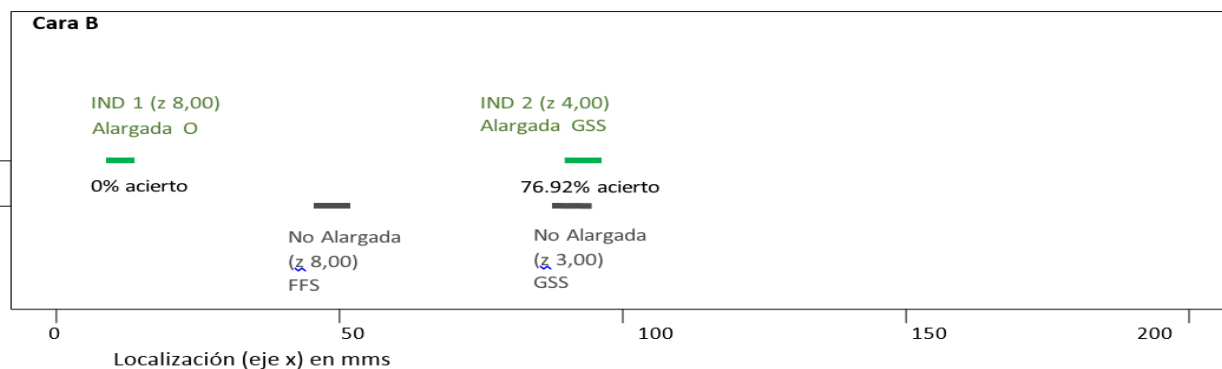 Cara B
IND 1 (z 8,00)
Alargada O
IND 2 (z 4,00)
Alargada GSS
0% acierto
76.92% acierto
No Alargada
(z 8,00)
FFS
No Alargada
(z 3,00)
GSS
0
50
100
150
200
Localización (eje x) en mms